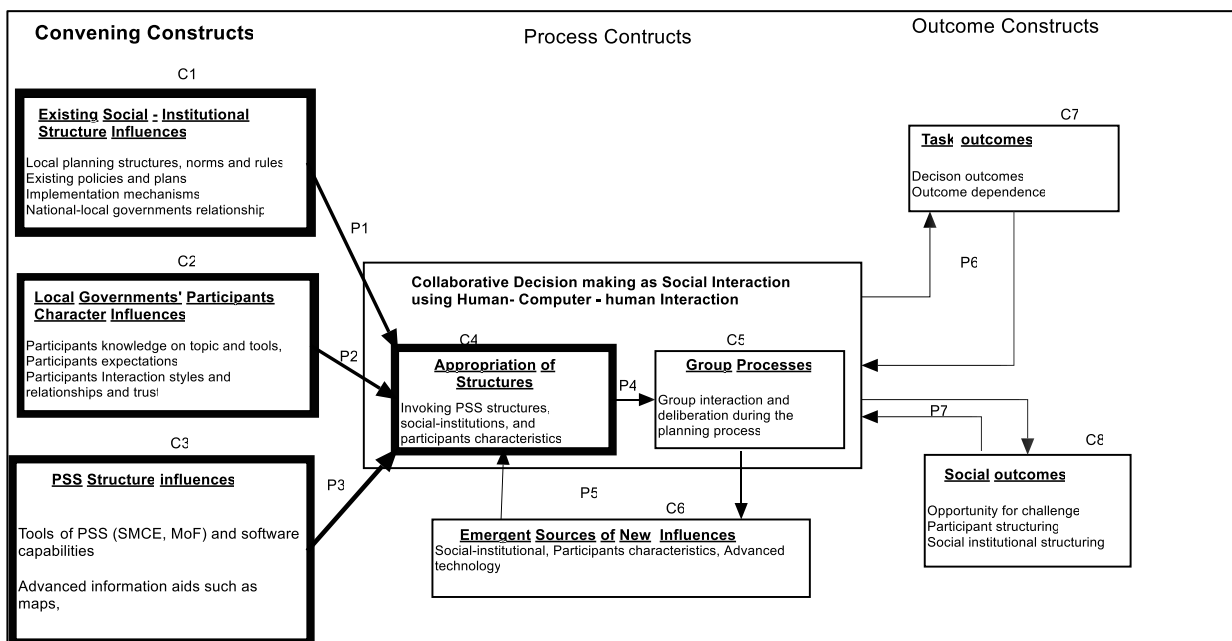 Convening Constructs
Process Contructs
Outcome Constructs
C1
Existing Social - Institutional
Structure Influences
Local planning structures, norms and rules
Existing policies and plans
Implementation mechanisms
National-local governments relationship
P1
C2
Local Governments' Participants
Character Influences
Participants knowledge on topic and tools,
Participants expectations
Participants Interaction styles and
relationships and trust
P2
C3
PSS Structure influences
Tools of PSS (SMCE, MoF) and software
capabilities
Advanced information aids such as
maps,
P3
Collaborative Decision making as Social Interaction
using Human- Computer - human Interaction
C4
Appropriation of
Structures
Invoking PSS structures,
social-institutions, and
participants characteristics
P4
C5
Group Processes
Group interaction and
deliberation during the
planning process
P5
C6
Emergent Sources of New Influences
Social-institutional, Participants characteristics, Advanced
technology
C7
Task outcomes
Decison outcomes
Outcome dependence
P6
P7
C8
Social outcomes
Opportunity for challenge
Participant structuring
Social institutional structuring